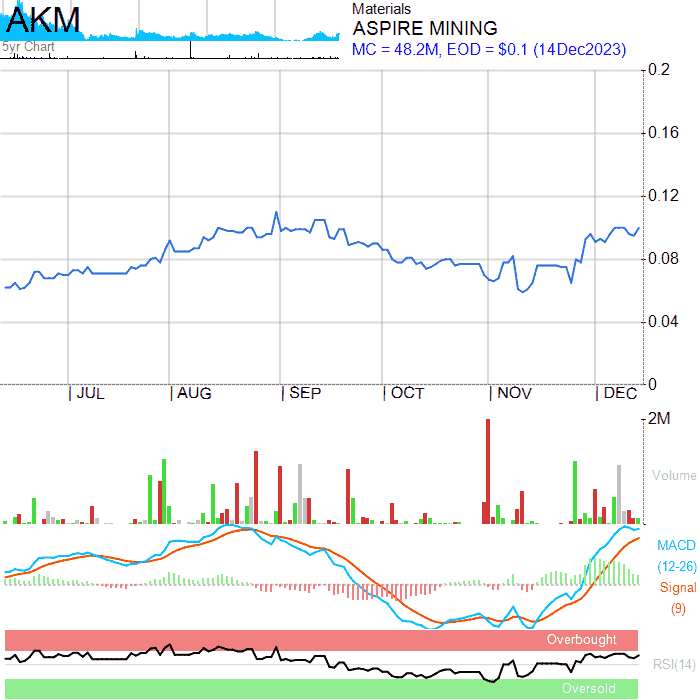 AKM
5yr Chart
Materials
ASPIRE MINING
MC = 48.2M, EOD = $0.1 (14Dec2023)
0.2
0.16
0.12
0.08
0.04
0
JUL AUG SEP OCT NOV DEC
2M
Volume
MACD
(12-26)
Signal
(9)
Overbought
RSI(14)
Oversold